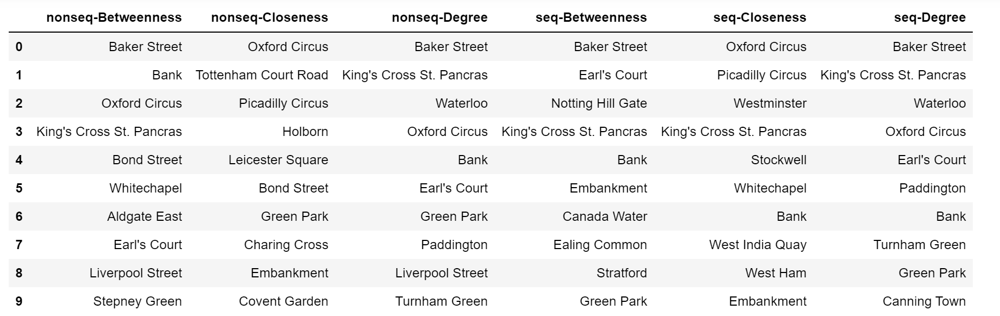 nonseq-Betweenness nonseq-Closeness nonseq-Degree seq-Betweenness seq-Closeness seq-Degree
0 Baker Street Oxford Circus Baker Street Baker Street Oxford Circus Baker Street
1 Bank Tottenham Court Road King's Cross St. Pancras Earl's Court Picadilly Circus King's Cross St. Pancras
2 Oxford Circus Picadilly Circus Waterloo Notting Hill Gate Westminster Waterloo
3 King's Cross St. Pancras Holborn Oxford Circus King's Cross St. Pancras King's Cross St. Pancras Oxford Circus
4 Bond Street Leicester Square Bank Bank Stockwell Earl's Court
5 Whitechapel Bond Street Earl's Court Embankment Whitechapel Paddington
6 Aldgate East Green Park Green Park Canada Water Bank Bank
7 Earl's Court Charing Cross Paddington Ealing Common West India Quay Turnham Green
8 Liverpool Street Embankment Liverpool Street Stratford West Ham Green Park
9 Stepney Green Covent Garden Turnham Green Green Park Embankment Canning Town